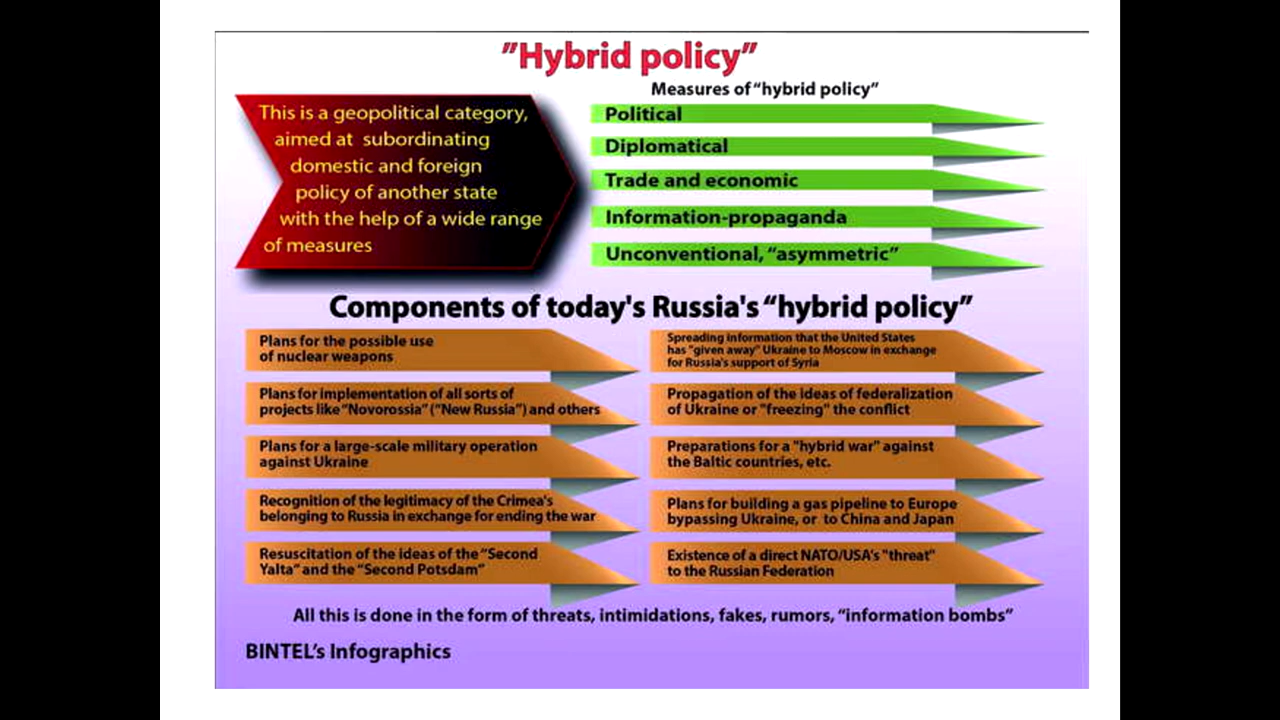 ”Hybrid policy”
This is a geopolitical category,
aimed at subordinating
domestic and foreign
policy of another state
with the help of a wide range
of measures
Measures of “hybrid policy”
Political
Diplomatical
Trade and economic
Information-propaganda
Unconventional, “asymmetric”
Components of today's Russia's “hybrid policy”
Plans for the possible use
of nuclear weapons
Plans for implementation of all sorts of
projects like “Novorossia” (“New Russia”) and others
Plans for a large-scale military operation
against Ukraine
Recognition of the legitimacy of the Crimea's
belonging to Russia in exchange for ending the war
Resuscitation of the ideas of the “Second
Yalta” and the “Second Potsdam”
Spreading information that the United States
has "given away" Ukraine to Moscow in exchange
for Russia's support of Syria
Propagation of the ideas of federalization
of Ukraine or "freezing" the conflict
Preparations for a "hybrid war" against
the Baltic countries, etc.
Plans for building a gas pipeline to Europe
bypassing Ukraine, or to China and Japan
Existence of a direct NATO/USA's "threat"
to the Russian Federation
All this is done in the form of threats, intimidations, fakes, rumors, “information bombs”
BINTEL’s Infographics